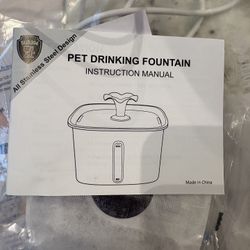 All Stainless Steel Design
PET DRINKING FOUNTAIN
INSTRUCTION MANUAL
Made in China